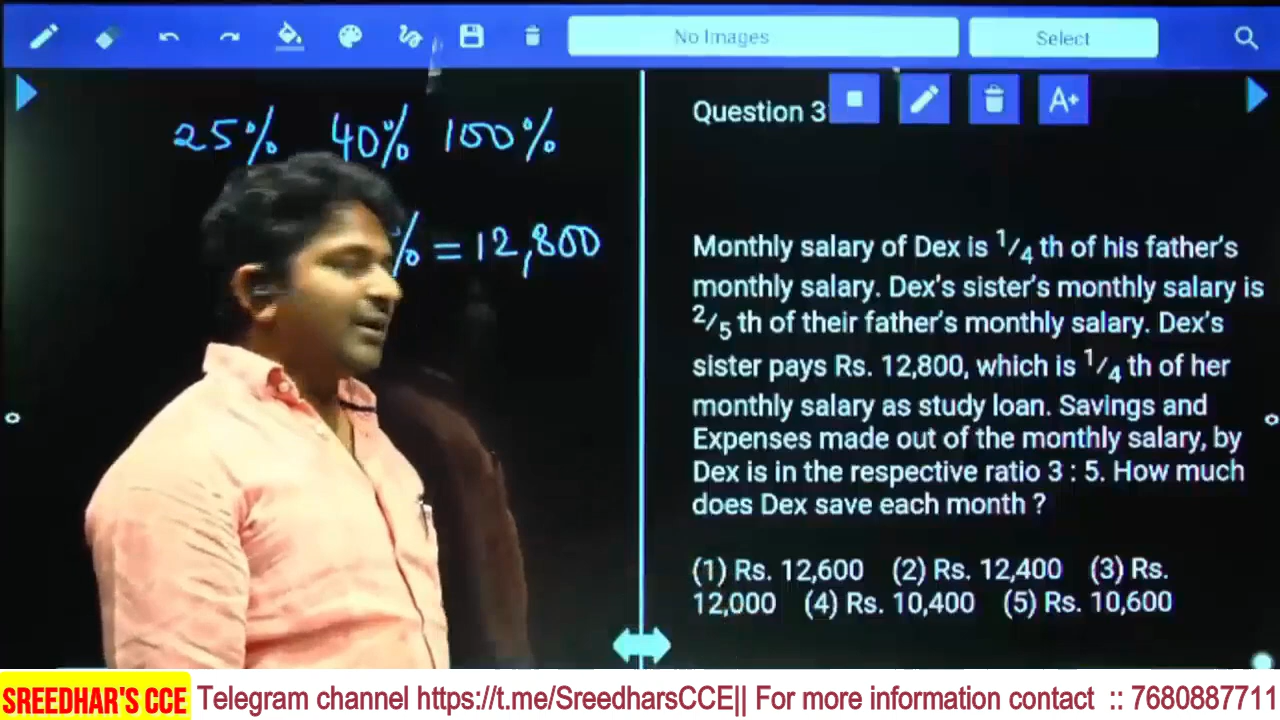 No Images Select
25% 40% 100%
% = 12,800
Question 3
A+
Monthly salary of Dex is 1/4 th of his father's
monthly salary. Dex's sister's monthly salary is
2/5 th of their father's monthly salary. Dex's
sister pays Rs. 12,800, which is 1/4 th of her
monthly salary as study loan. Savings and
Expenses made out of the monthly salary, by
Dex is in the respective ratio 3 : 5. How much
does Dex save each month ?
(1) Rs. 12,600 (2) Rs. 12,400 (3) Rs.
12,000 (4) Rs. 10,400 (5) Rs. 10,600
SREEDHAR'S CCE Telegram channel https://t.me/SreedharsCCE|| For more information contact :: 7680887711